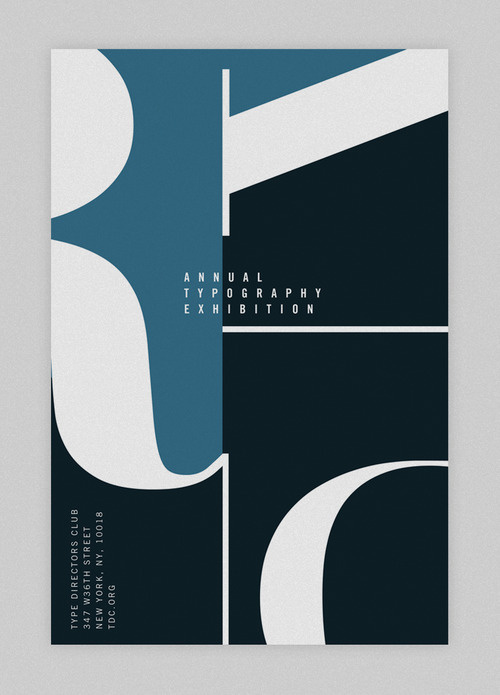 ANNUAL
TYPOGRAPHY
EXHIBITION
TYPE DIRECTORS CLUB
347 W36TH STREET
NEW YORK, NY, 10018
TDC.ORG